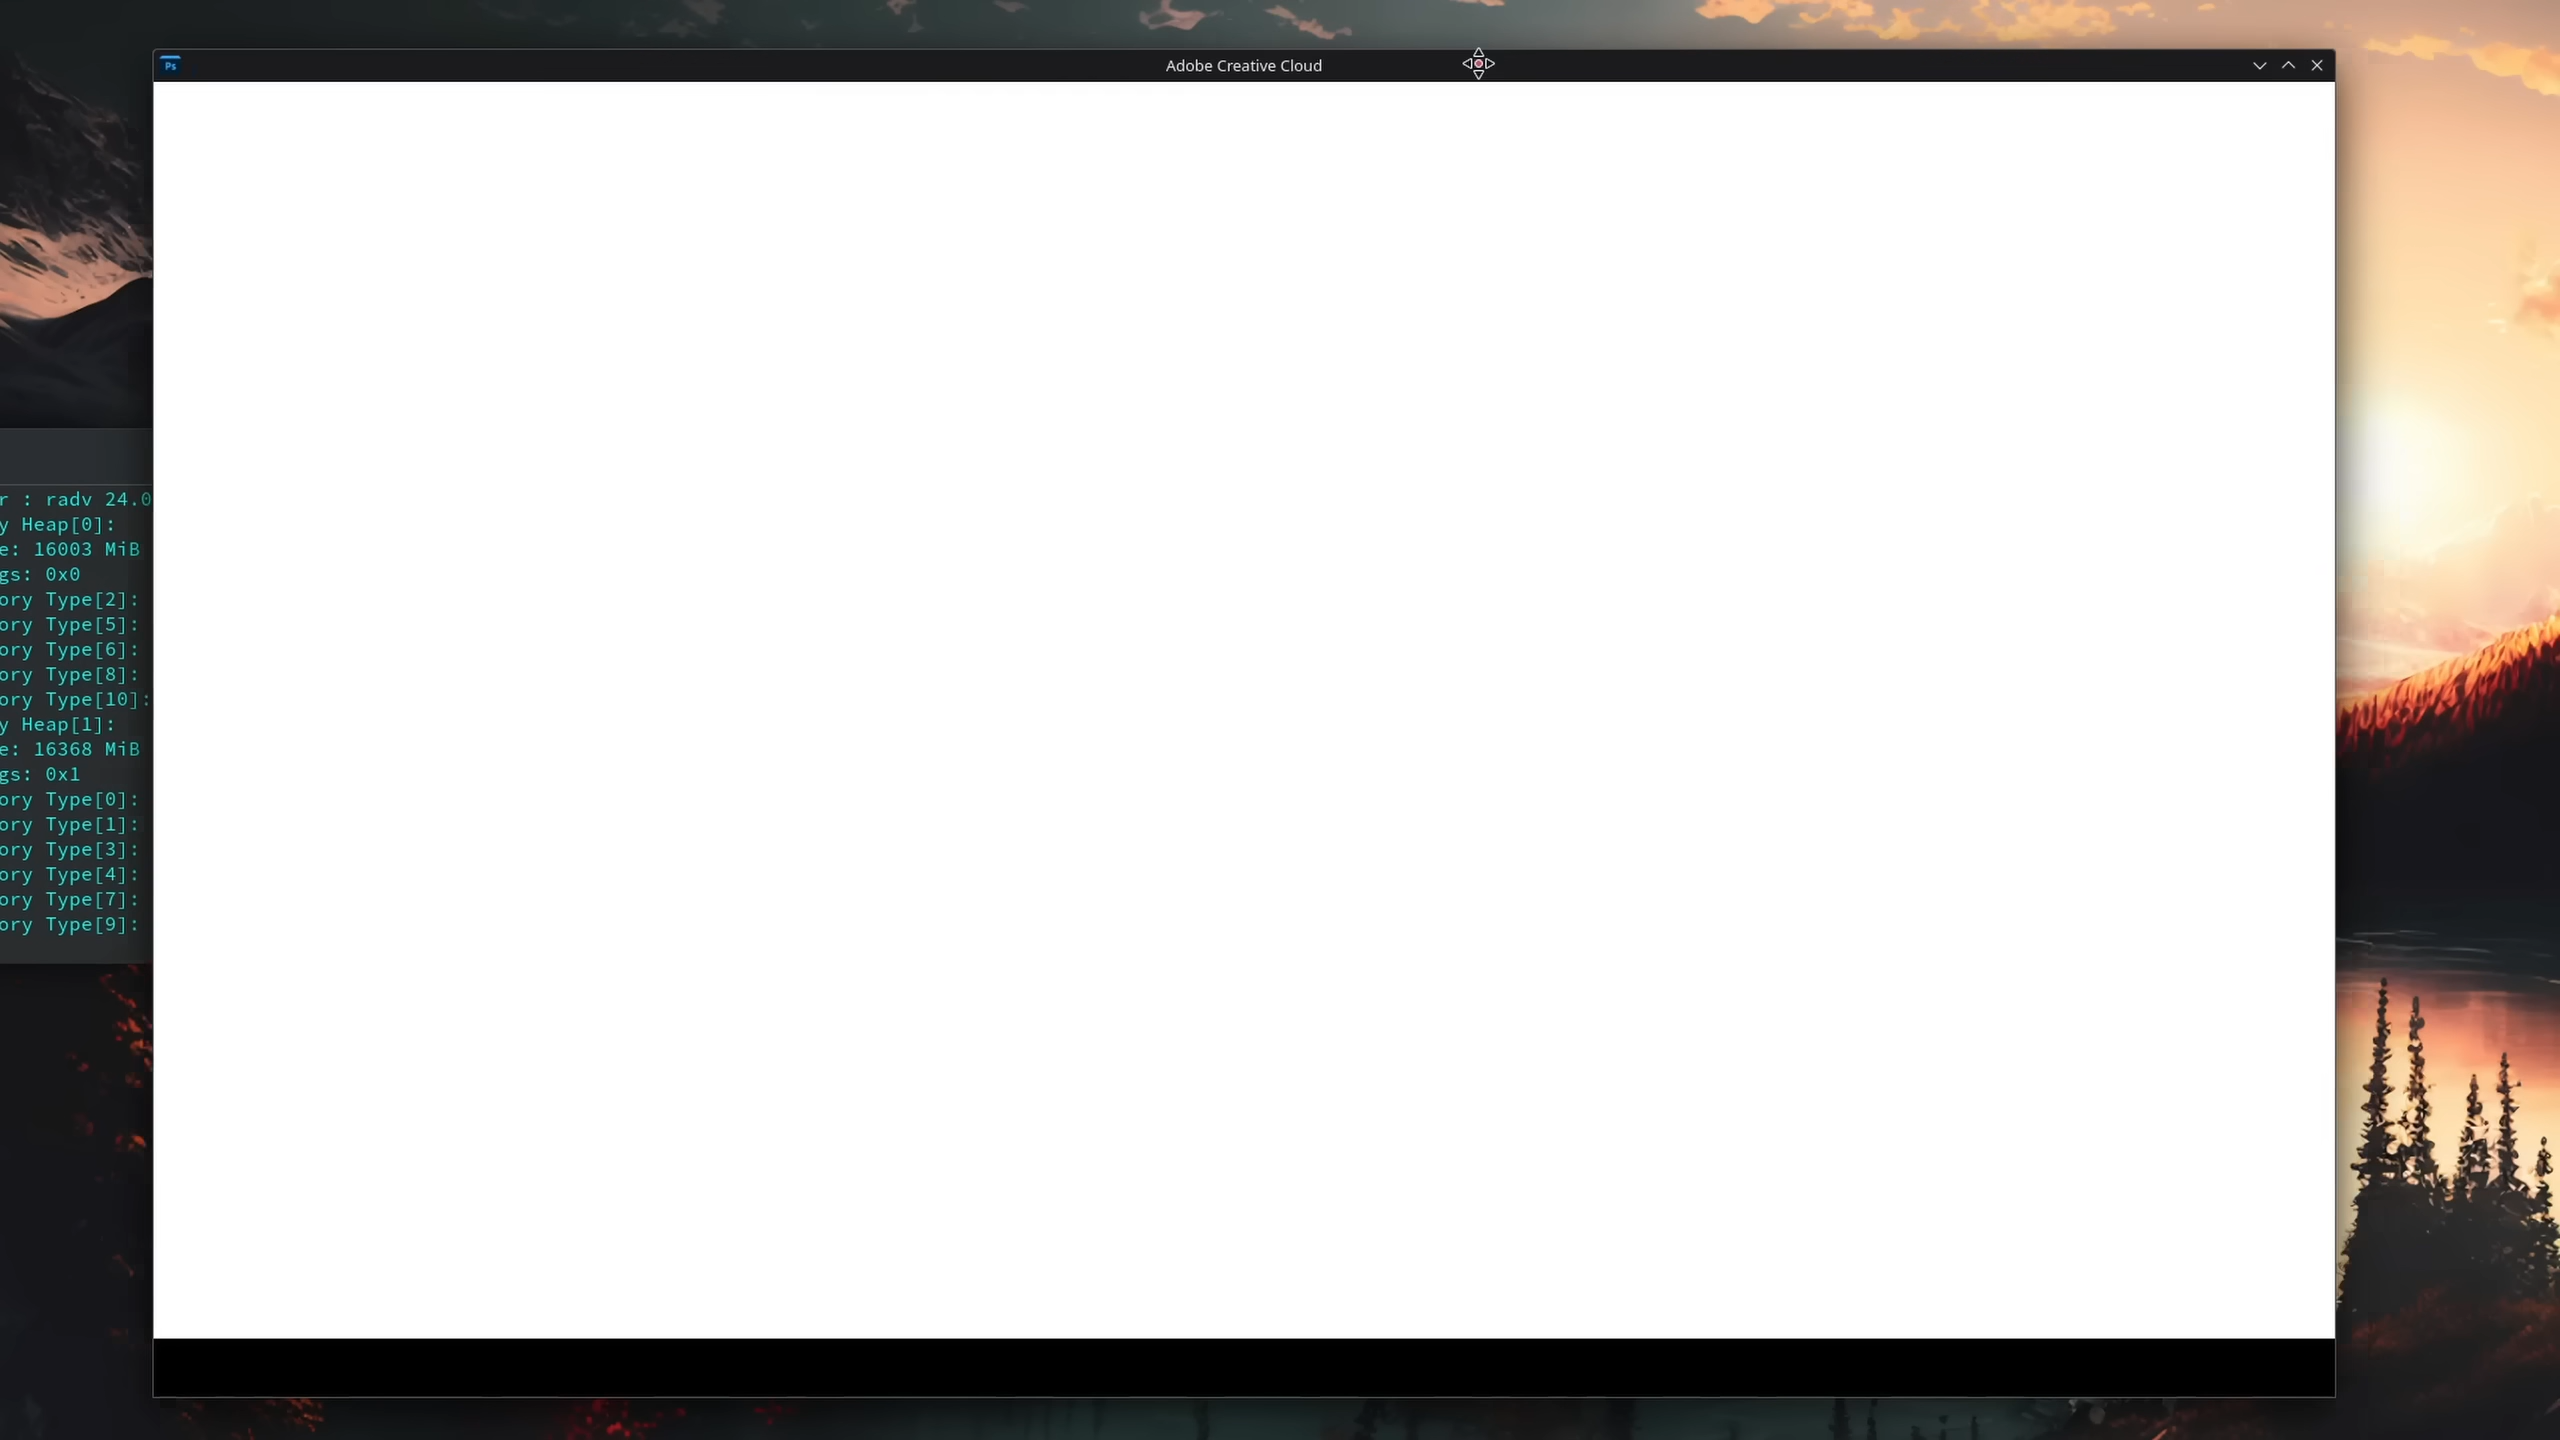 Ps
Adobe Creative Cloud
r : radv 24.0
y Heap[0]:
e: 16003 MiB
gs: 0x0
ory Type[2]:
ory Type[5]:
ory Type[6]:
ory Type[8]:
ory Type[10]:
y Heap[1]:
e: 16368 MiB
gs: 0x1
ory Type[0]:
ory Type[1]:
ory Type[3]:
ory Type[4]:
ory Type[7]:
ory Type[9]: